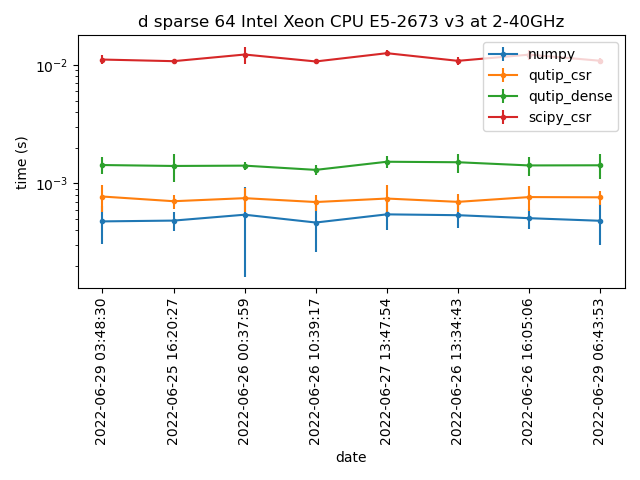 d sparse 64 Intel Xeon CPU E5-2673 v3 at 2-40GHz
numpy
qutip_csr
qutip_dense
scipy_csr
time (s)
10⁻²
10⁻³
2022-06-29 03:48:30
2022-06-25 16:20:27
2022-06-26 00:37:59
2022-06-26 10:39:17
2022-06-27 13:47:54
2022-06-26 13:34:43
2022-06-26 16:05:06
2022-06-29 06:43:53
date